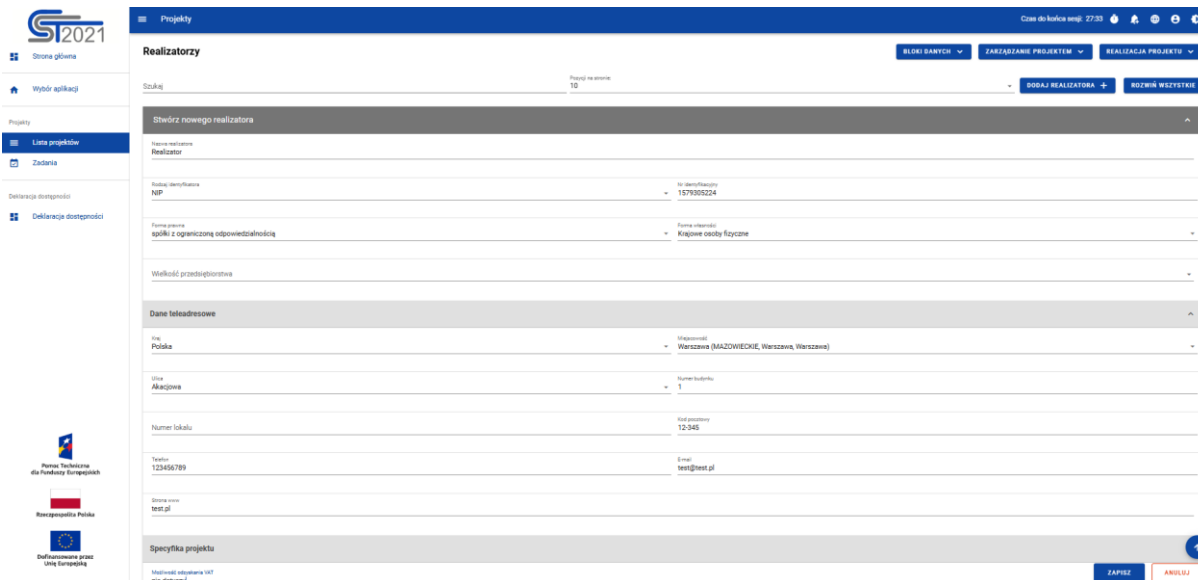 CST2021
Projekty
Czas do końca sesji: 27:33
Strona główna
Wybór aplikacji
Projekty
Lista projektów
Zadania
Deklaracja dostępności
Deklaracja dostępności
Pomoc Techniczna
dla Funduszy Europejskich
Rzeczpospolita Polska
Dofinansowane przez
Unię Europejską
Realizatorzy
BLOKI DANYCH
ZARZĄDZANIE PROJEKTEM
REALIZACJA PROJEKTU
Szukaj
Pozycji na stronie
10
DODAJ REALIZATORA +
ROZWIŃ WSZYSTKIE
Stwórz nowego realizatora
Nazwa realizatora
Realizator
Rodzaj identyfikatora
NIP
Nr identyfikacyjny
1579305224
Forma prawna
spółki z ograniczoną odpowiedzialnością
Forma własności
Krajowe osoby fizyczne
Wielkość przedsiębiorstwa
Dane teleadresowe
Kraj
Polska
Miejscowość
Warszawa (MAZOWIECKIE, Warszawa, Warszawa)
Ulica
Akacjowa
Numer budynku
1
Numer lokalu
Kod pocztowy
12-345
Telefon
123456789
E-mail
test@test.pl
Strona www
test.pl
Specyfika projektu
Możliwość odzyskania VAT
nie dotyczy
ZAPISZ
ANULUJ